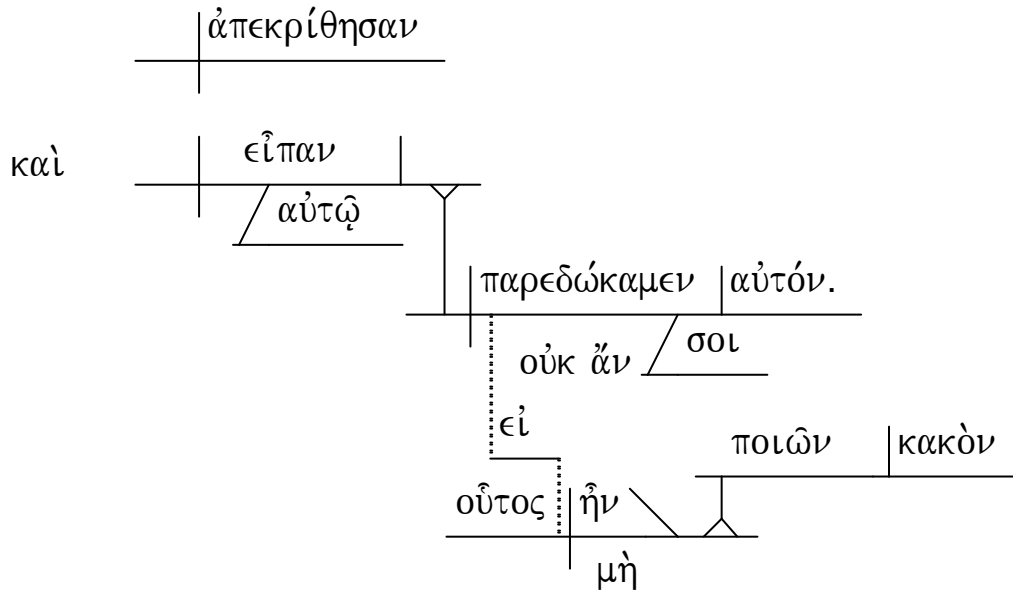 ἀπεκρίθησαν
καὶ εἶπαν
αὐτῷ
παρεδώκαμεν αὐτόν.
οὐκ ἄν σοι
εἰ
ποιῶν κακὸν
οὗτος ἦν
μὴ